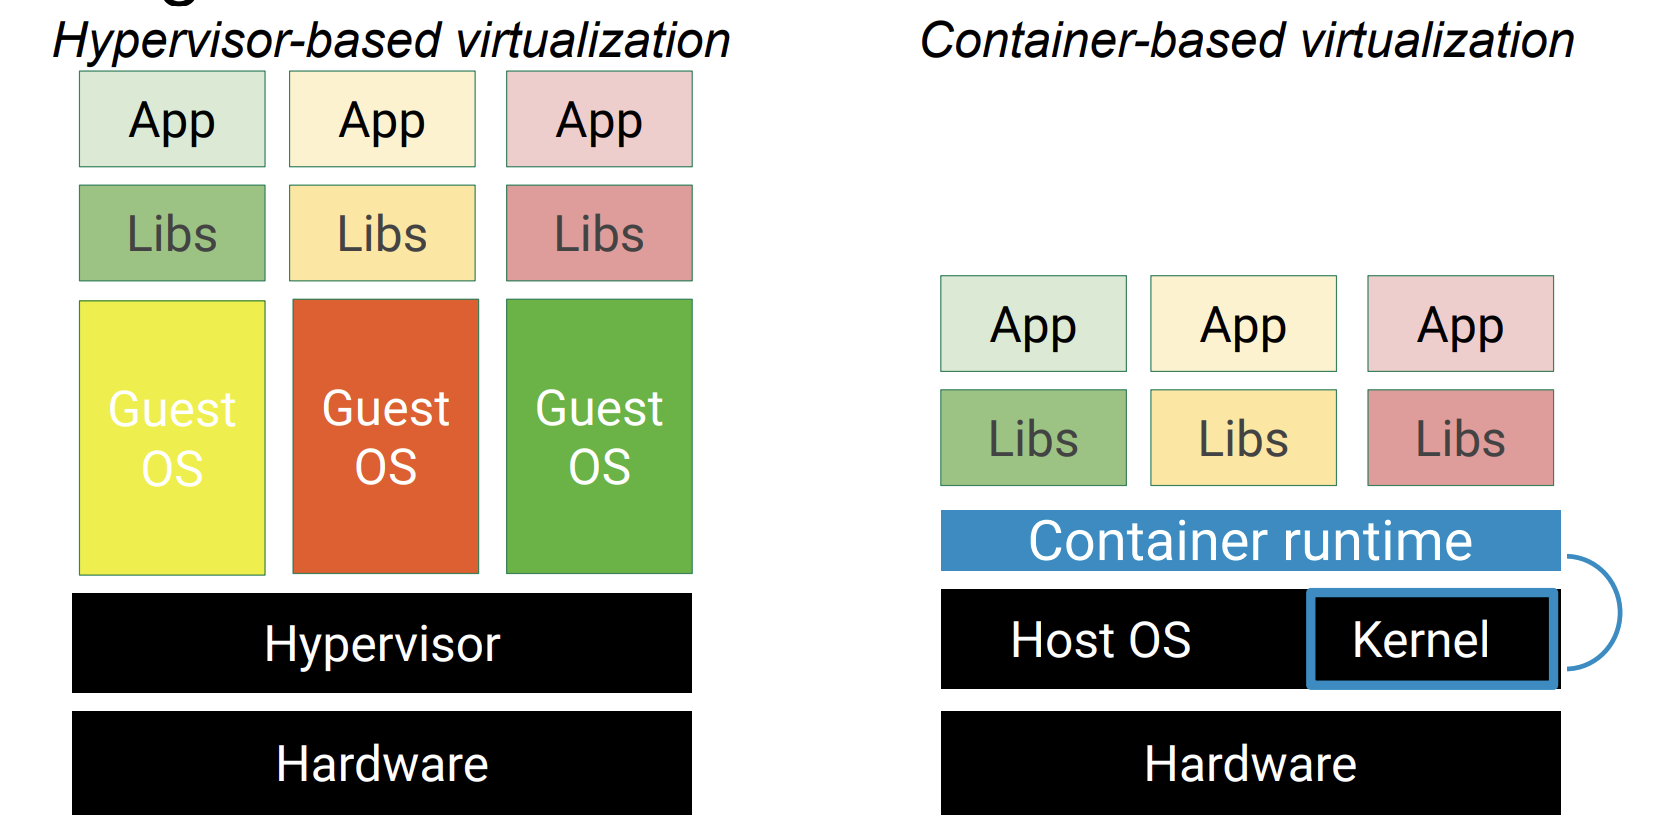 Hypervisor-based virtualization
App App App
Libs Libs Libs
Guest Guest Guest
OS OS OS
Hypervisor
Hardware
Container-based virtualization
App App App
Libs Libs Libs
Container runtime
Host OS Kernel
Hardware